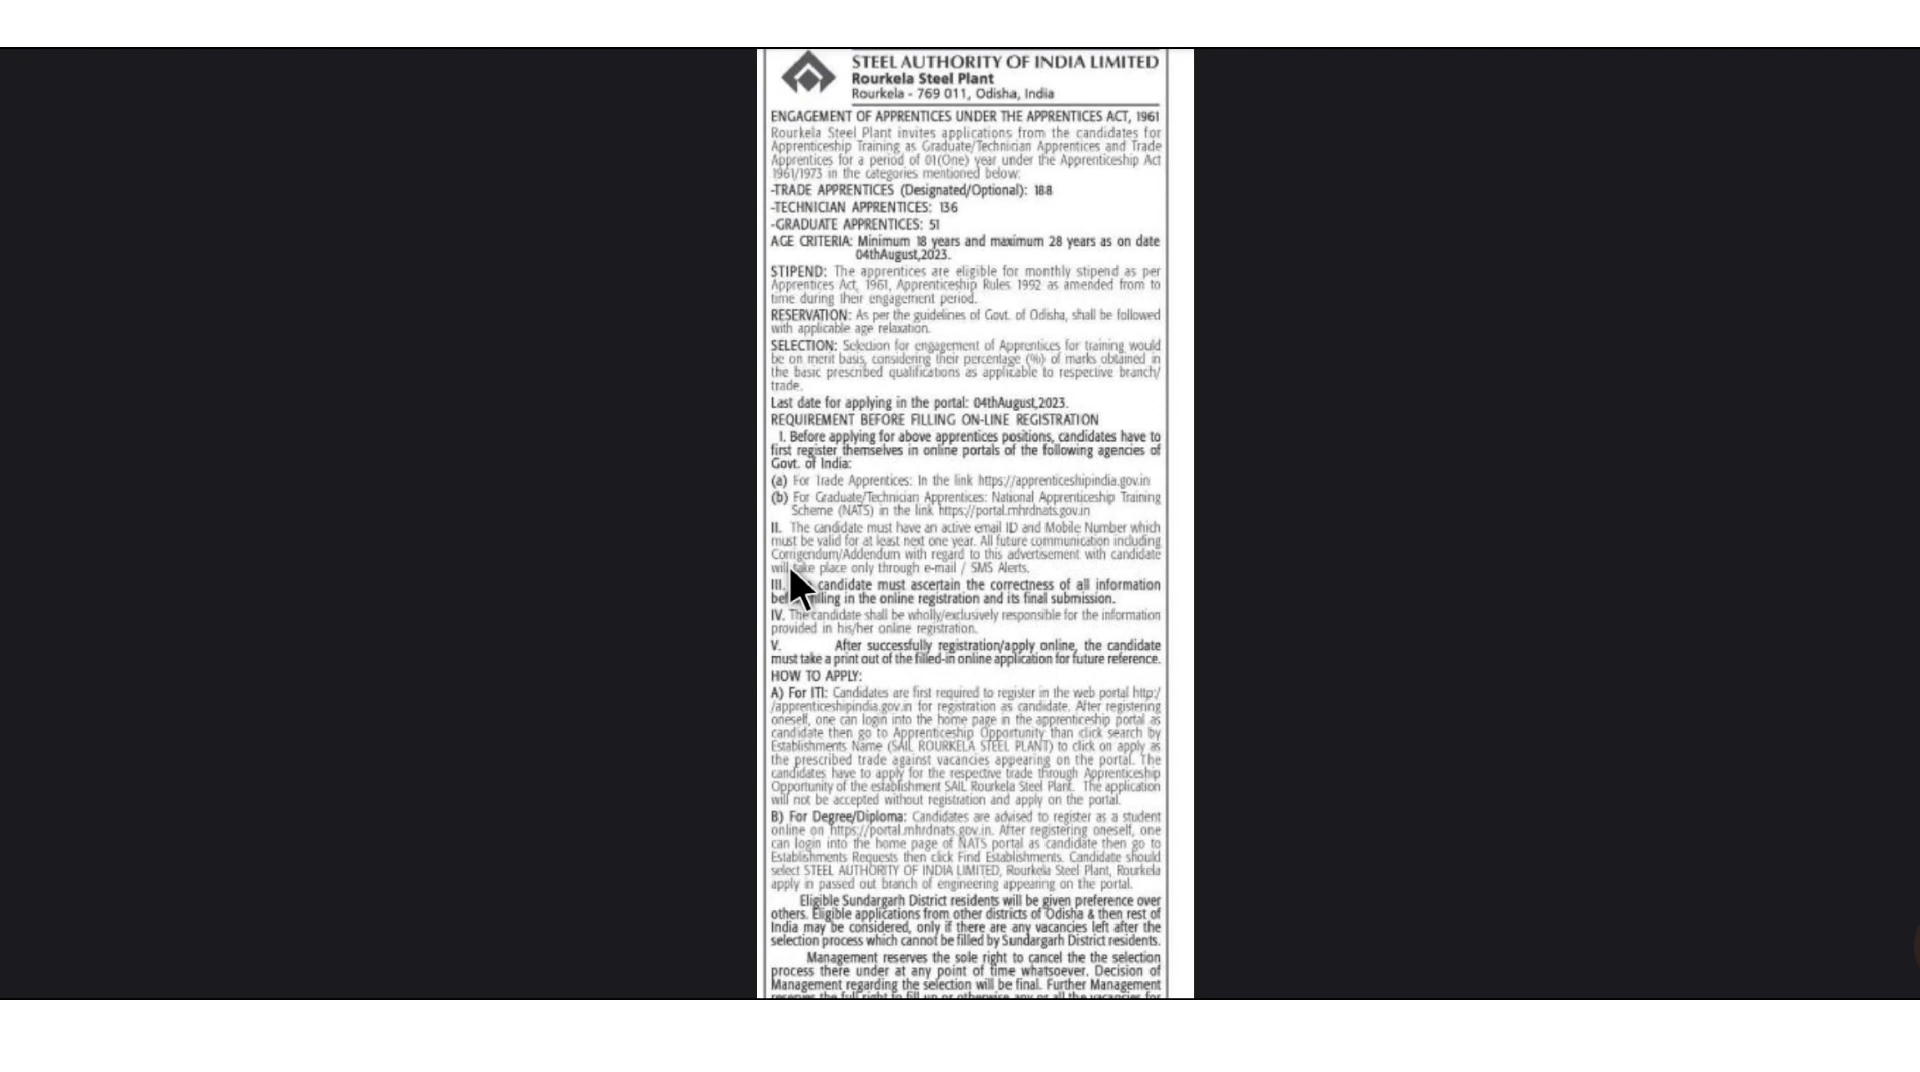 STEEL AUTHORITY OF INDIA LIMITED
Rourkela Steel Plant
Rourkela - 769 011, Odisha, India
ENGAGEMENT OF APPRENTICES UNDER THE APPRENTICES ACT, 1961
Rourkela Steel Plant invites applications from the candidates for
Apprenticeship Training as Graduate/Technician Apprentices and Trade
Apprentices for a period of 01(One) year under the Apprenticeship Act
1961/1973 in the categories mentioned below:
-TRADE APPRENTICES (Designated/Optional): 188
-TECHNICIAN APPRENTICES: 136
-GRADUATE APPRENTICES: 51
AGE CRITERIA: Minimum 18 years and maximum 28 years as on date
04thAugust,2023.
STIPEND: The apprentices are eligible for monthly stipend as per
Apprentices Act, 1961, Apprenticeship Rules 1992 as amended from to
time during their engagement period.
RESERVATION: As per the guidelines of Govt. of Odisha, shall be followed
with applicable age relaxation.
SELECTION: Selection for engagement of Apprentices for training would
be on merit basis, considering their percentage (%) of marks obtained in
the basic prescribed qualifications as applicable to respective branch/
trade.
Last date for applying in the portal: 04thAugust,2023.
REQUIREMENT BEFORE FILLING ON-LINE REGISTRATION
I. Before applying for above apprentices positions, candidates have to
first register themselves in online portals of the following agencies of
Govt. of India:
(a) For Trade Apprentices: In the link https://apprenticeshipindia.gov.in
(b) For Graduate/Technician Apprentices: National Apprenticeship Training
Scheme (NATS) in the link https://portal.mhrdnats.gov.in
II. The candidate must have an active email ID and Mobile Number which
must be valid for at least next one year. All future communication including
Corrigendum/Addendum with regard to this advertisement with candidate
will take place only through e-mail / SMS Alerts.
III. candidate must ascertain the correctness of all information
filling in the online registration and its final submission.
IV. The candidate shall be wholly/exclusively responsible for the information
provided in his/her online registration.
V. After successfully registration/apply online, the candidate
must take a print out of the filled-in online application for future reference.
HOW TO APPLY:
A) For ITI: Candidates are first required to register in the web portal http:/
/apprenticeshipindia.gov.in for registration as candidate. After registering
oneself, one can login into the home page in the apprenticeship portal as
candidate then go to Apprenticeship Opportunity than click search by
Establishments Name (SAIL ROURKELA STEEL PLANT) to click on apply as
the prescribed trade against vacancies appearing on the portal. The
candidates have to apply for the respective trade through Apprenticeship
Opportunity of the establishment SAIL Rourkela Steel Plant. The application
will not be accepted without registration and apply on the portal.
B) For Degree/Diploma: Candidates are advised to register as a student
online on https://portal.mhrdnats.gov.in. After registering oneself, one
can login into the home page of NATS portal as candidate then go to
Establishments Requests then click Find Establishments. Candidate should
select STEEL AUTHORITY OF INDIA LIMITED, Rourkela Steel Plant, Rourkela
apply in passed out branch of engineering appearing on the portal.
Eligible Sundargarh District residents will be given preference over
others. Eligible applications from other districts of Odisha & then rest of
India may be considered, only if there are any vacancies left after the
selection process which cannot be filled by Sundargarh District residents.
Management reserves the sole right to cancel the the selection
process there under at any point of time whatsoever. Decision of
Management regarding the selection will be final. Further Management